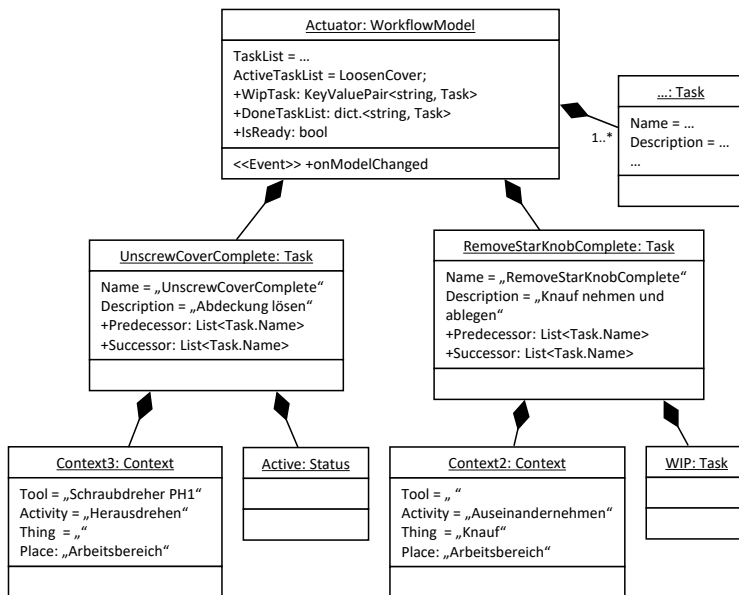 Actuator: WorkflowModel
TaskList = ...
ActiveTaskList = LoosenCover;
+WipTask: KeyValuePair<string, Task>
+DoneTaskList: dict.<string, Task>
+IsReady: bool
<<Event>> +onModelChanged
...: Task
Name = ...
Description = ...
...
1..*
UnscrewCoverComplete: Task
Name = „UnscrewCoverComplete“
Description = „Abdeckung lösen“
+Predecessor: List<Task.Name>
+Successor: List<Task.Name>
RemoveStarKnobComplete: Task
Name = „RemoveStarKnobComplete“
Description = „Knauf nehmen und
ablegen“
+Predecessor: List<Task.Name>
+Successor: List<Task.Name>
Context3: Context
Tool = „Schraubdreher PH1“
Activity = „Herausdrehen“
Thing = „“
Place: „Arbeitsbereich“
Active: Status
Context2: Context
Tool = „ “
Activity = „Auseinandernehmen“
Thing = „Knauf“
Place: „Arbeitsbereich“
WIP: Task